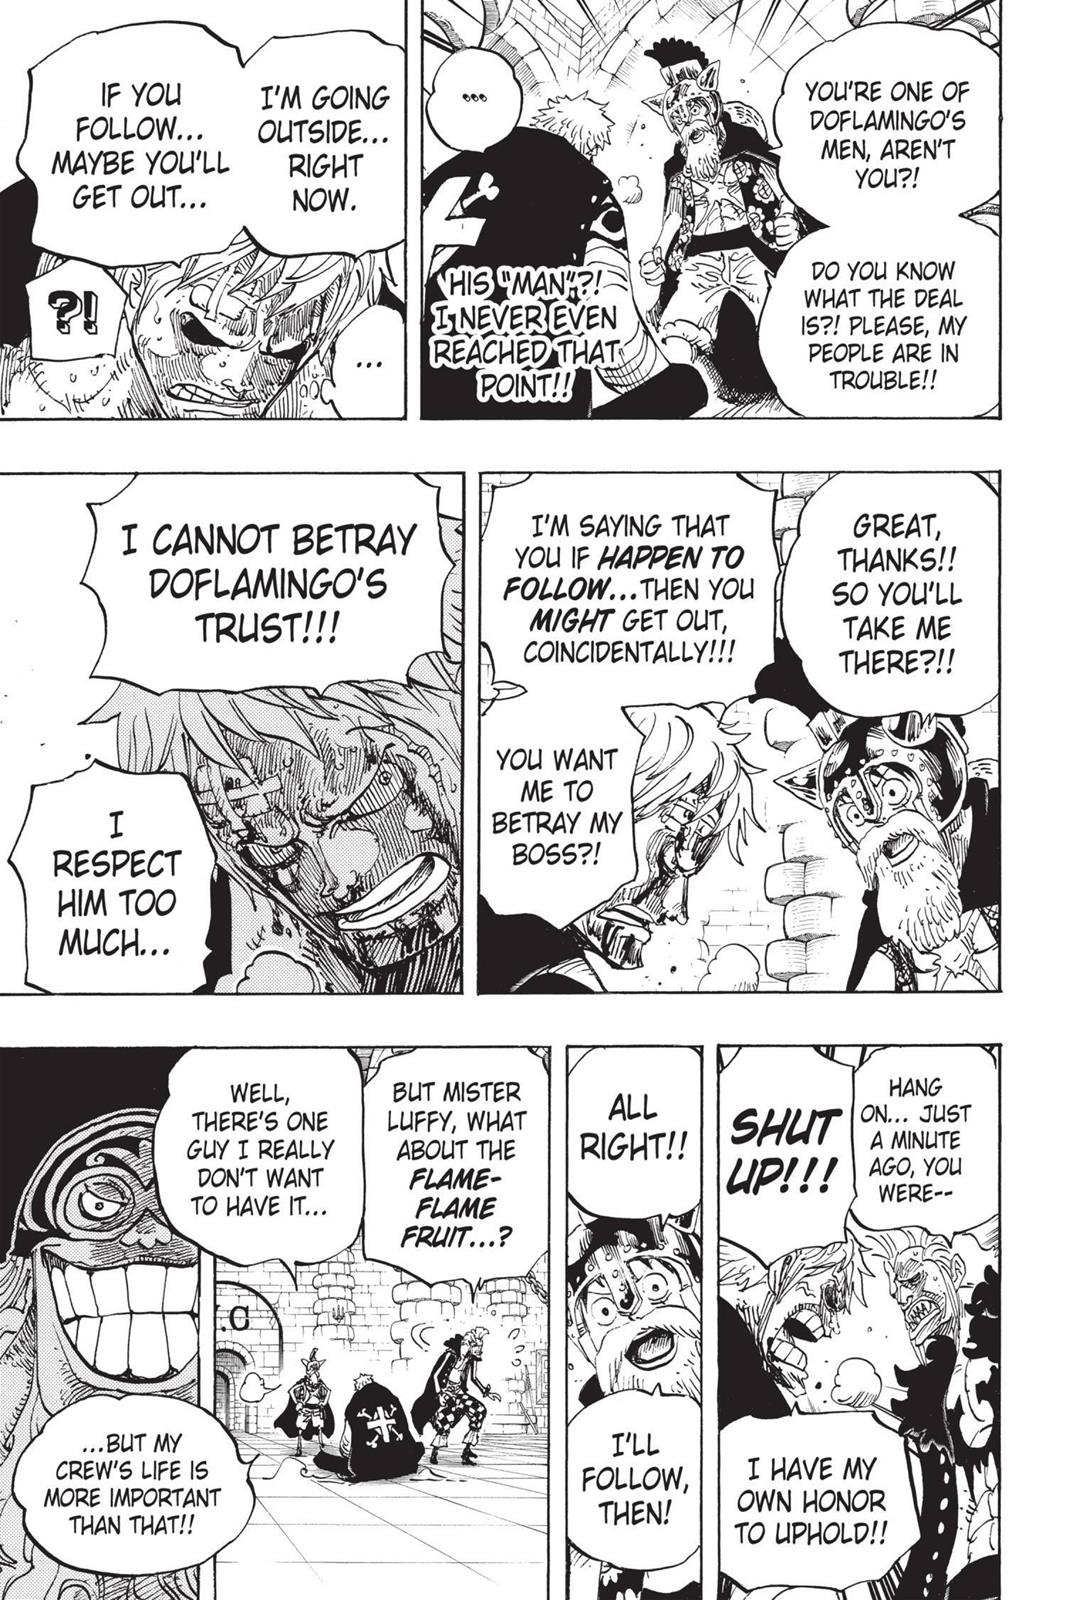 YOU'RE ONE OF
DOFLAMINGO'S
MEN, AREN'T
YOU?!
DO YOU KNOW
WHAT THE DEAL
IS?! PLEASE, MY
PEOPLE ARE IN
TROUBLE!!
...
HIS "MAN"?!
I NEVER EVEN
REACHED THAT
POINT!!
I'M GOING
OUTSIDE...
RIGHT
NOW.
IF YOU
FOLLOW...
MAYBE YOU'LL
GET OUT...
?!
...
GREAT,
THANKS!!
SO YOU'LL
TAKE ME
THERE?!!
I'M SAYING THAT
YOU IF HAPPEN TO
FOLLOW...THEN YOU
MIGHT GET OUT,
COINCIDENTALLY!!!
YOU WANT
ME TO
BETRAY MY
BOSS?!
I CANNOT BETRAY
DOFLAMINGO'S
TRUST!!!
I
RESPECT
HIM TOO
MUCH...
HANG
ON... JUST
A MINUTE
AGO, YOU
WERE--
SHUT
UP!!!
I HAVE MY
OWN HONOR
TO UPHOLD!!
ALL
RIGHT!!
I'LL
FOLLOW,
THEN!
BUT MISTER
LUFFY, WHAT
ABOUT THE
FLAME-
FLAME
FRUIT...?
WELL,
THERE'S ONE
GUY I REALLY
DON'T WANT
TO HAVE IT...
.C
...BUT MY
CREW'S LIFE IS
MORE IMPORTANT
THAN THAT!!